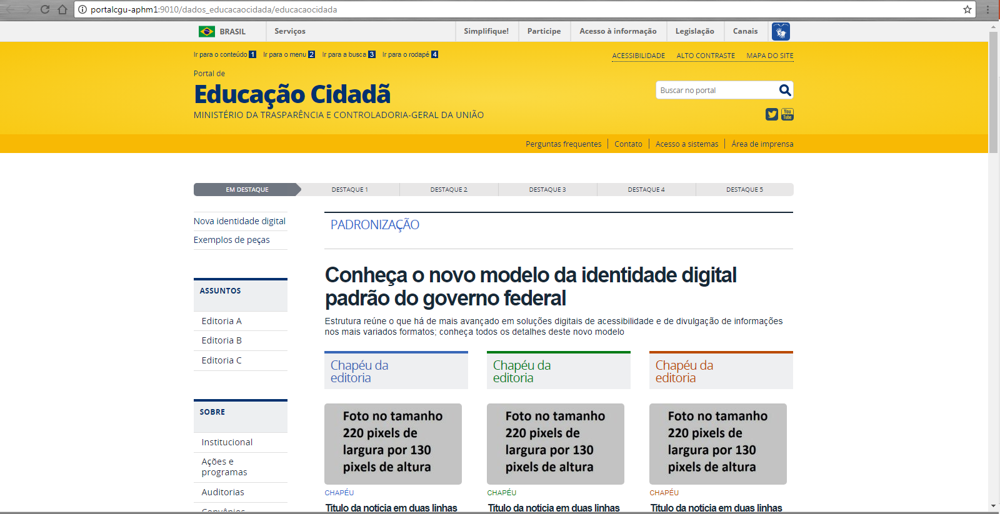 portalcgu-aphm1:9010/dados_educacaocidada/educacaocidada
BRASIL
Serviços
Simplifique!
Participe
Acesso à informação
Legislação
Canais
Ir para o conteúdo 1
Ir para o menu 2
Ir para a busca 3
Ir para o rodapé 4
ACESSIBILIDADE
ALTO CONTRASTE
MAPA DO SITE
Portal de
Educação Cidadã
MINISTÉRIO DA TRASPARÊNCIA E CONTROLADORIA-GERAL DA UNIÃO
Buscar no portal
You
Tube
Perguntas frequentes
Contato
Acesso a sistemas
Área de imprensa
EM DESTAQUE
DESTAQUE 1
DESTAQUE 2
DESTAQUE 3
DESTAQUE 4
DESTAQUE 5
Nova identidade digital
Exemplos de peças
ASSUNTOS
Editoria A
Editoria B
Editoria C
SOBRE
Institucional
Ações e
programas
Auditorias
Convênios
PADRONIZAÇÃO
Conheça o novo modelo da identidade digital
padrão do governo federal
Estrutura reúne o que há de mais avançado em soluções digitais de acessibilidade e de divulgação de informações
nos mais variados formatos; conheça todos os detalhes deste novo modelo
Chapéu da
editoria
Foto no tamanho
220 pixels de
largura por 130
pixels de altura
CHAPÉU
Título da notícia em duas linhas
Chapéu da
editoria
Foto no tamanho
220 pixels de
largura por 130
pixels de altura
CHAPÉU
Título da notícia em duas linhas
Chapéu da
editoria
Foto no tamanho
220 pixels de
largura por 130
pixels de altura
CHAPÉU
Título da notícia em duas linhas